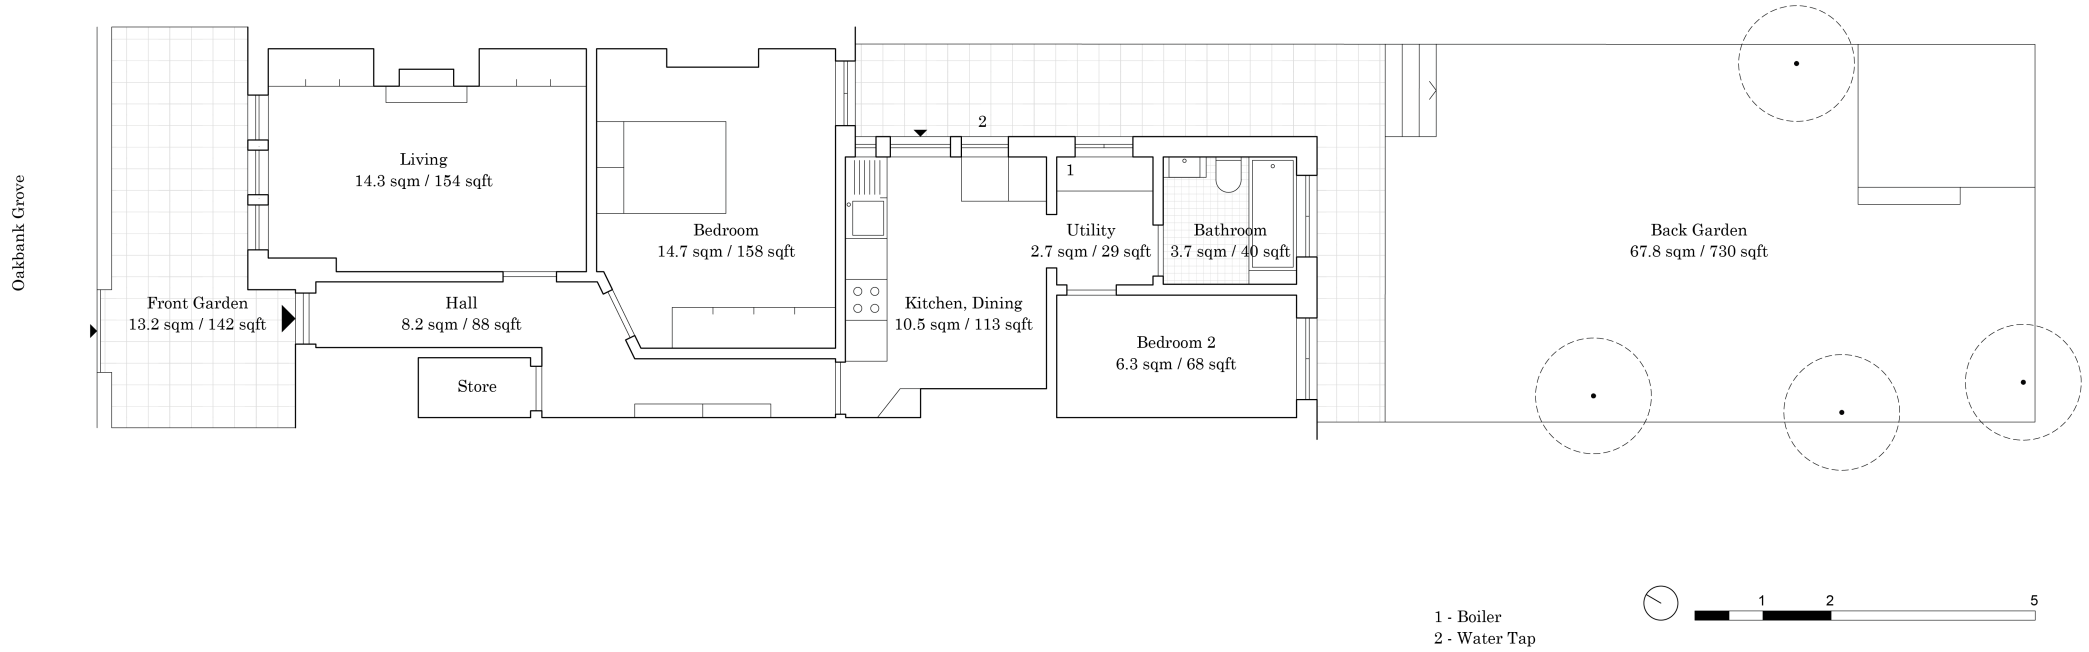 Oakbank Grove
Front Garden
13.2 sqm / 142 sqft
Living
14.3 sqm / 154 sqft
Hall
8.2 sqm / 88 sqft
Store
Bedroom
14.7 sqm / 158 sqft
2
1
Kitchen, Dining
10.5 sqm / 113 sqft
Utility
2.7 sqm / 29 sqft
Bathroom
3.7 sqm / 40 sqft
Bedroom 2
6.3 sqm / 68 sqft
Back Garden
67.8 sqm / 730 sqft
1 - Boiler
2 - Water Tap
1 2 5